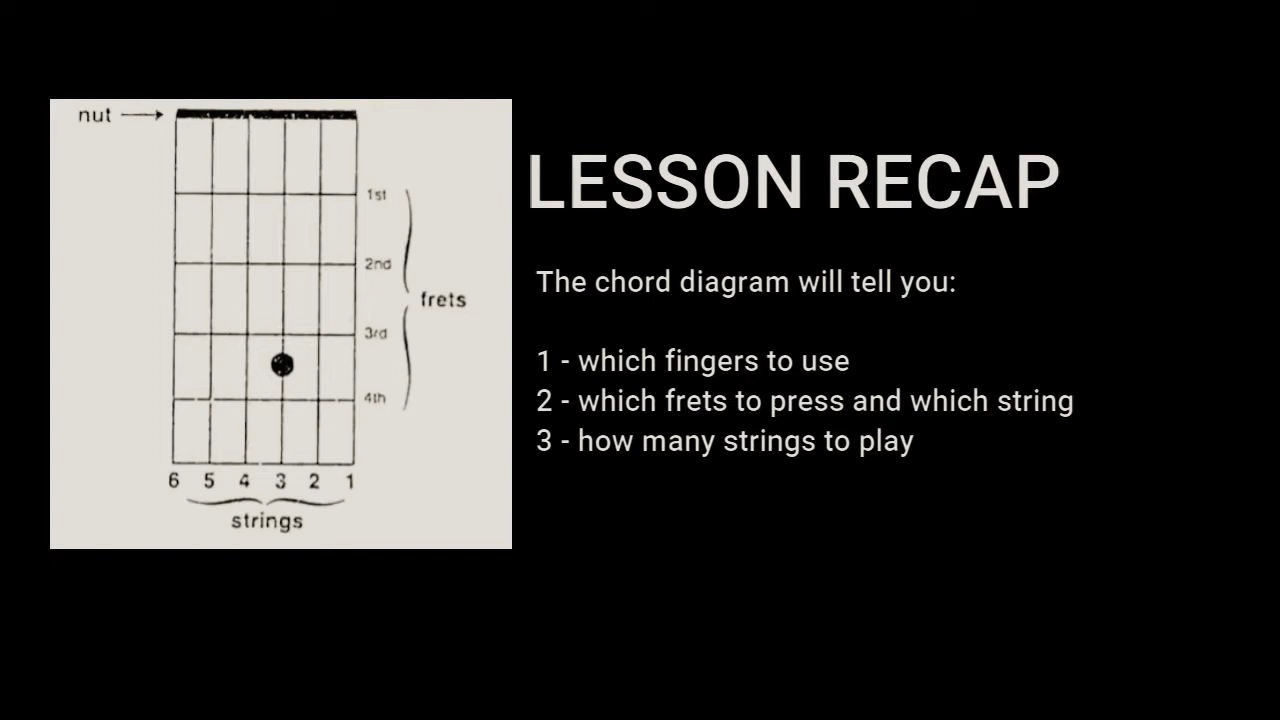 nut
1st
2nd
3rd
4th
frets
6 5 4 3 2 1
strings
LESSON RECAP
The chord diagram will tell you:
1 - which fingers to use
2 - which frets to press and which string
3 - how many strings to play